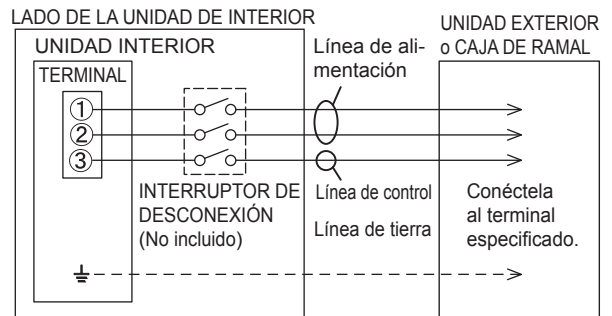 LADO DE LA UNIDAD DE INTERIOR
UNIDAD INTERIOR
TERMINAL
①
②
③
INTERRUPTOR DE
DESCONEXIÓN
(No incluido)
Línea de ali-
mentación
Línea de control
Línea de tierra
UNIDAD EXTERIOR
o CAJA DE RAMAL
Conéctela
al terminal
especificado.